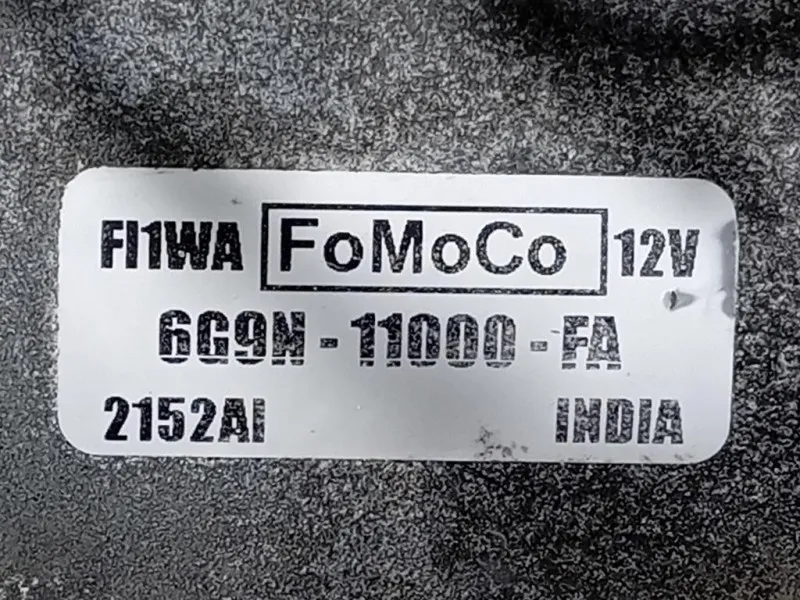 FI1WA FoMoCo 12V
6G9N - 11000 - FA
2152AI INDIA